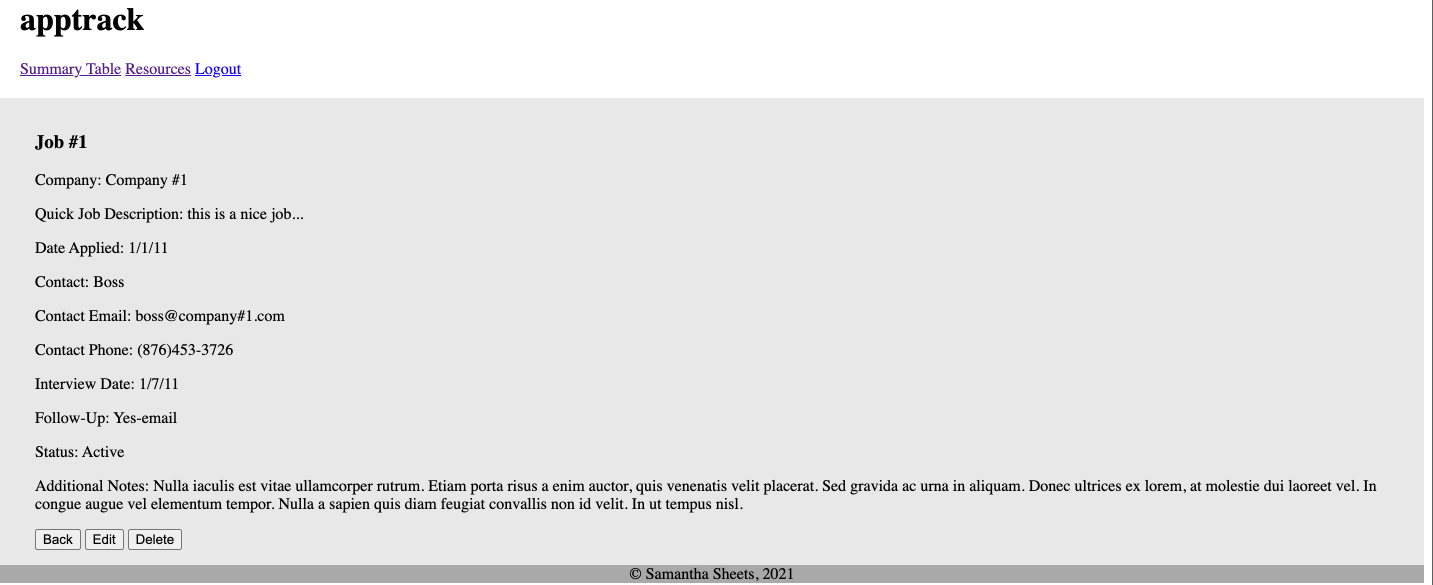 apptrack
Summary Table Resources Logout
Job #1
Company: Company #1
Quick Job Description: this is a nice job...
Date Applied: 1/1/11
Contact: Boss
Contact Email: boss@company#1.com
Contact Phone: (876)453-3726
Interview Date: 1/7/11
Follow-Up: Yes-email
Status: Active
Additional Notes: Nulla iaculis est vitae ullamcorper rutrum. Etiam porta risus a enim auctor, quis venenatis velit placerat. Sed gravida ac urna in aliquam. Donec ultrices ex lorem, at molestie dui laoreet vel. In
congue augue vel elementum tempor. Nulla a sapien quis diam feugiat convallis non id velit. In ut tempus nisl.
Back Edit Delete
© Samantha Sheets, 2021